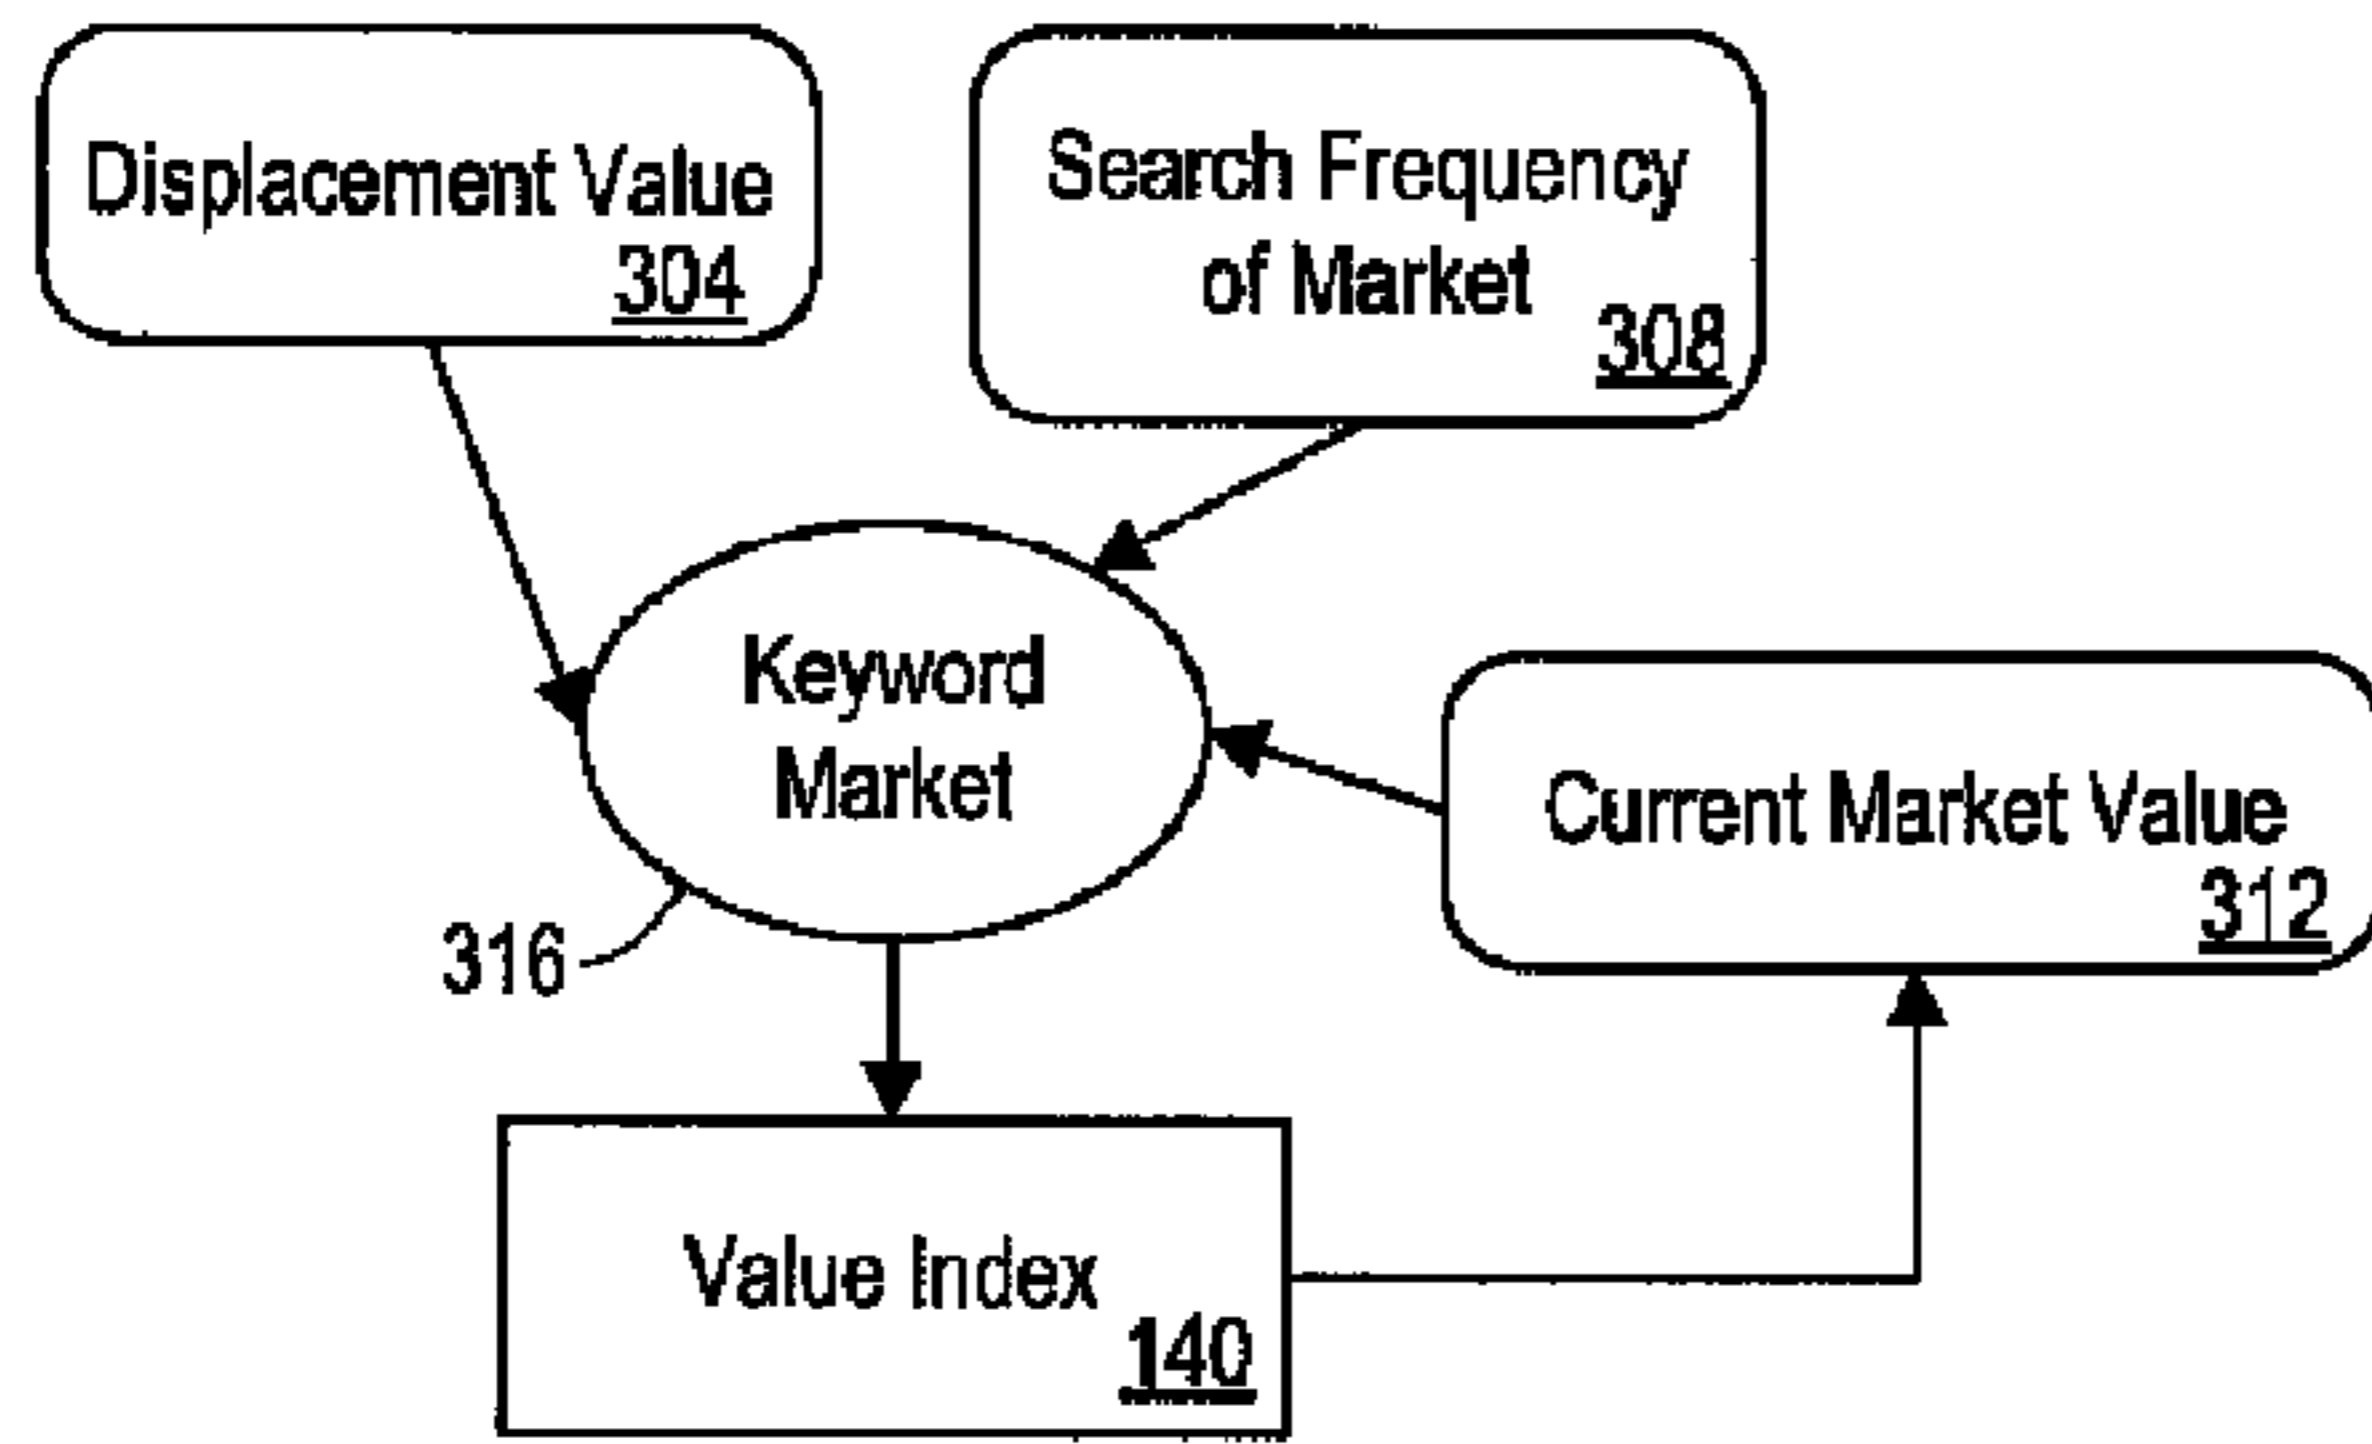 Displacement Value
304
Search Frequency
of Market
308
Keyword
Market
316
Current Market Value
312
Value Index
140